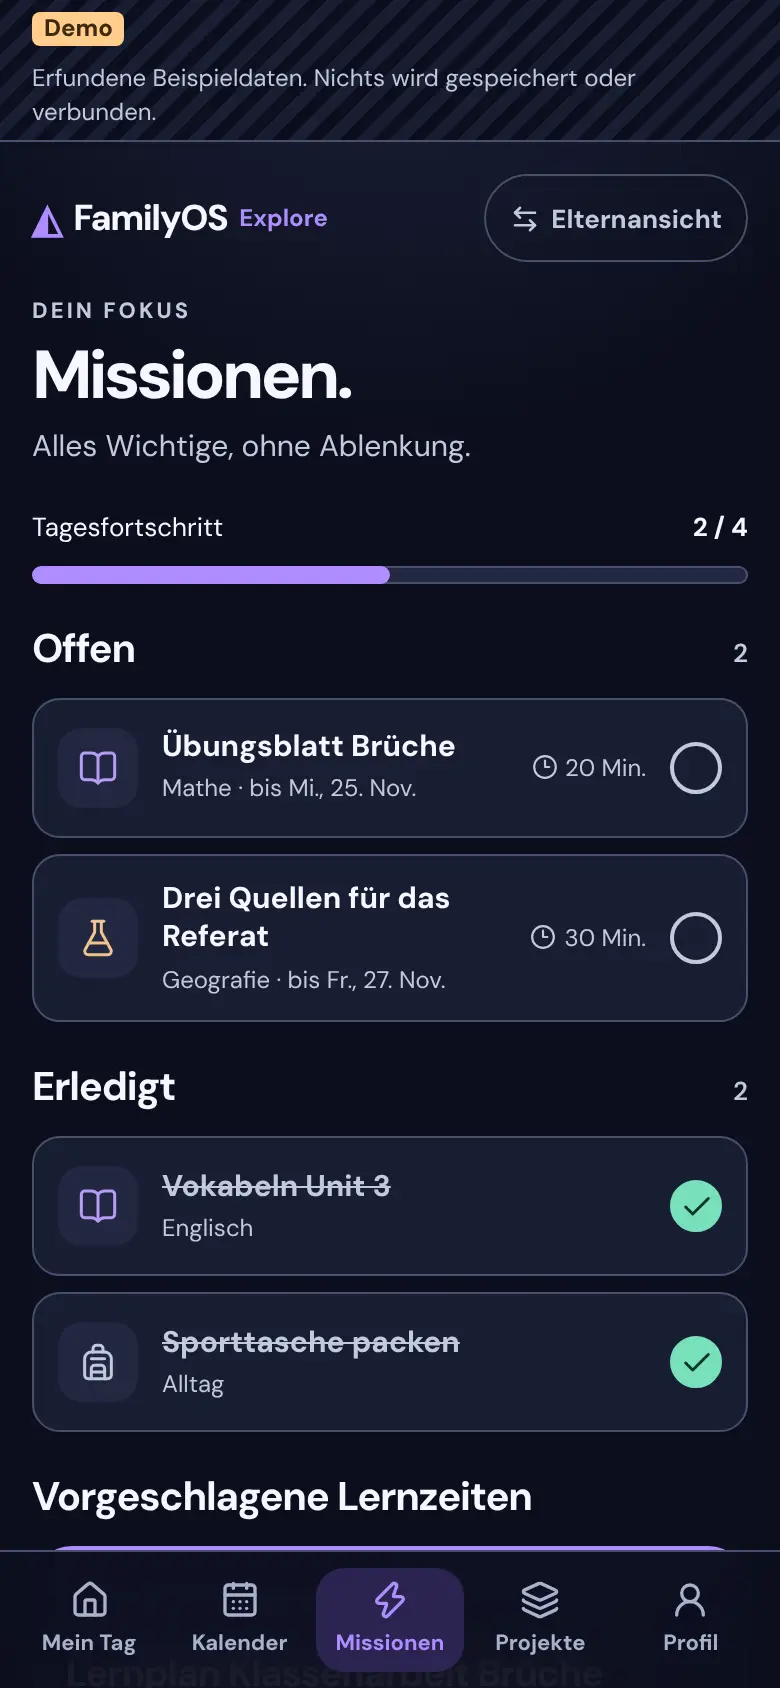 Demo
Erfundene Beispieldaten. Nichts wird gespeichert oder
verbunden.
FamilyOS Explore
Elternansicht
DEIN FOKUS
Missionen.
Alles Wichtige, ohne Ablenkung.
Tagesfortschritt 2 / 4
Offen 2
Übungsblatt Brüche
Mathe · bis Mi., 25. Nov.
20 Min.
Drei Quellen für das
Referat
Geografie · bis Fr., 27. Nov.
30 Min.
Erledigt 2
Vokabeln Unit 3
Englisch
Sporttasche packen
Alltag
Vorgeschlagene Lernzeiten
Mein Tag Kalender Missionen Projekte Profil
Lernplan Klassenarbeit Brüche